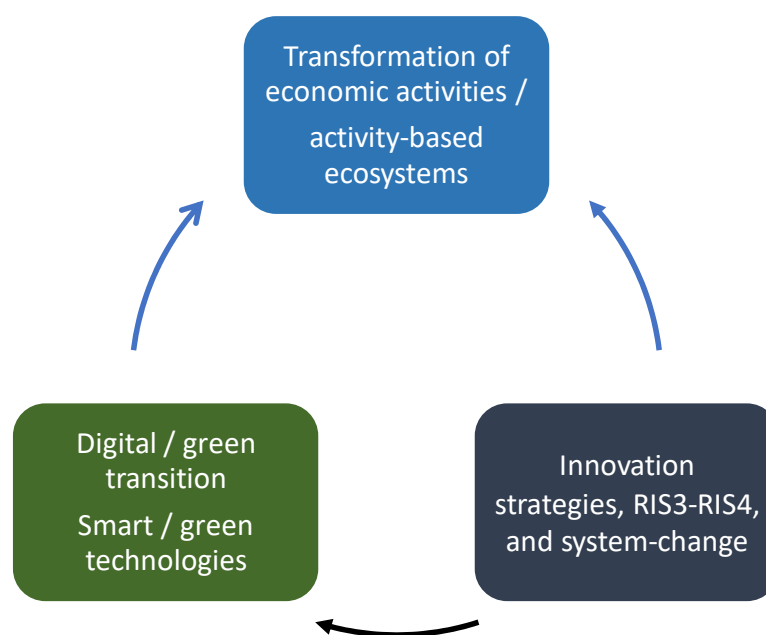 Transformation of
economic activities /
activity-based
ecosystems
Digital / green
transition
Smart / green
technologies
Innovation
strategies, RIS3-RIS4,
and system-change